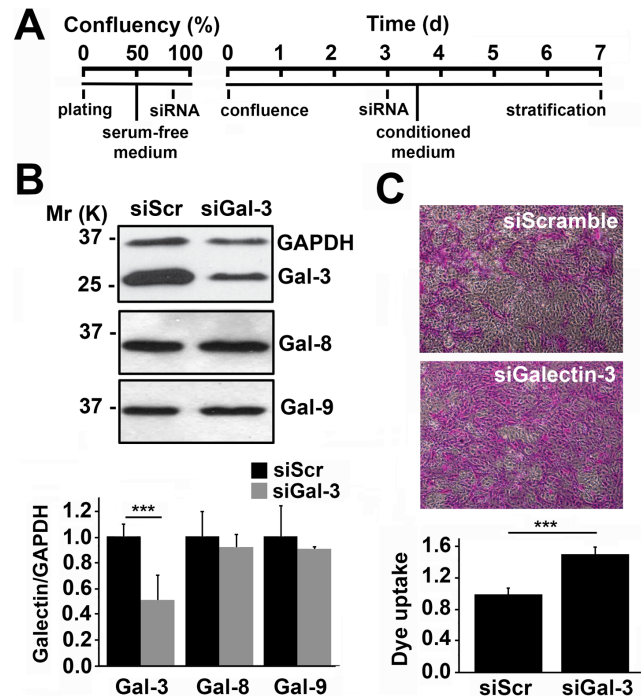 A
Confluency (%)
0 50 100
plating
siRNA
serum-free
medium
Time (d)
0 1 2 3 4 5 6 7
confluence
siRNA
stratification
conditioned
medium
B
Mr (K)
siScr siGal-3
37 -
25 -
GAPDH
Gal-3
37 -
Gal-8
37 -
Gal-9
siScr
siGal-3
***
Galectin/GAPDH
1.2
1.0
0.8
0.6
0.4
0.2
0.0
Gal-3 Gal-8 Gal-9
C
siScramble
siGalectin-3
***
Dye uptake
1.6
1.2
0.8
0.4
0.0
siScr siGal-3